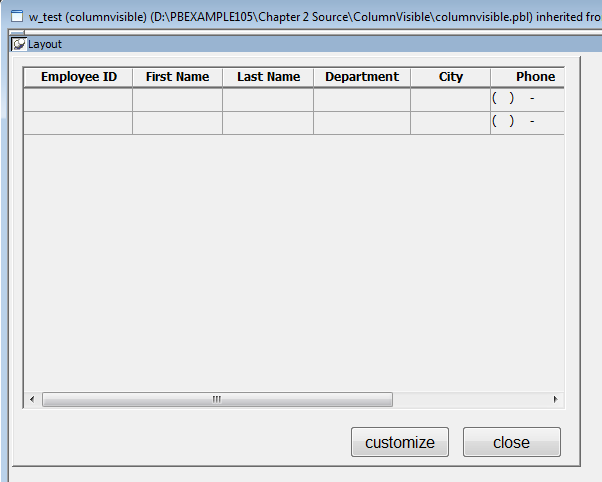 w_test (columnvisible) (D:\PBEXAMPLE105\Chapter 2 Source\ColumnVisible\columnvisible.pbl) inherited fro
Layout
Employee ID First Name Last Name Department City Phone
( ) -
( ) -
customize close